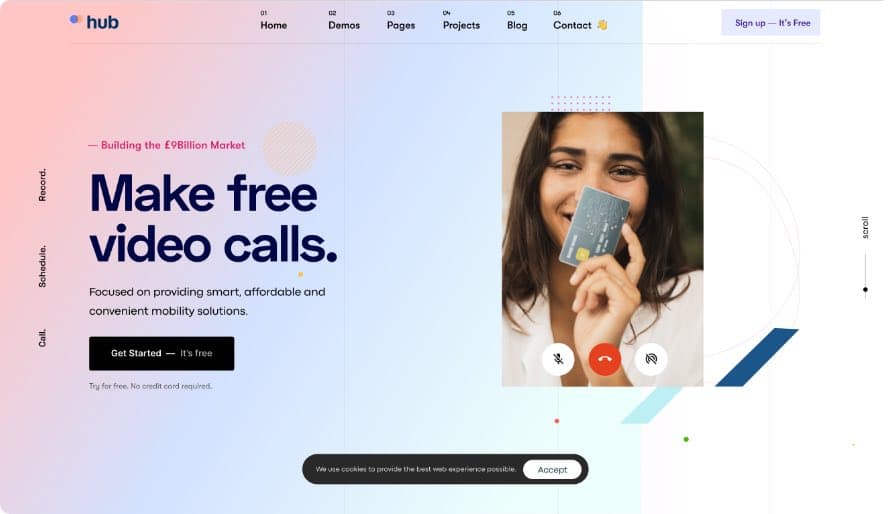 hub
01
Home
02
Demos
03
Pages
04
Projects
05
Blog
06
Contact 👋
Sign up — It's Free
— Building the £9Billion Market
Make free
video calls.
Focused on providing smart, affordable and
convenient mobility solutions.
Get Started — It's free
Try for free. No credit card required.
Record.
Schedule.
Call.
scroll
We use cookies to provide the best web experience possible.
Accept